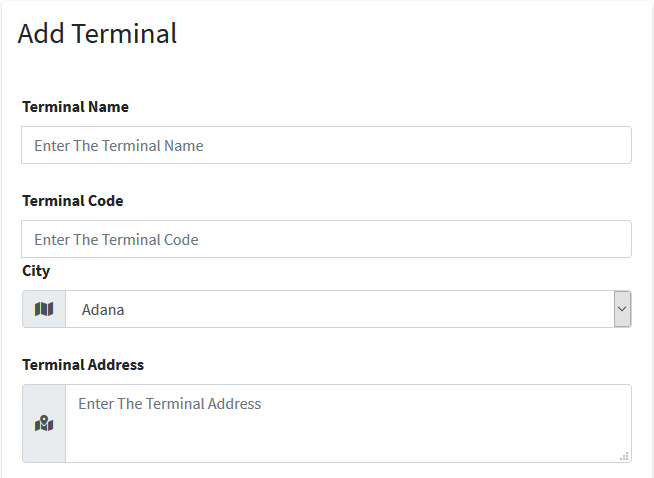 Add Terminal
Terminal Name
Enter The Terminal Name
Terminal Code
Enter The Terminal Code
City
Adana
Terminal Address
Enter The Terminal Address